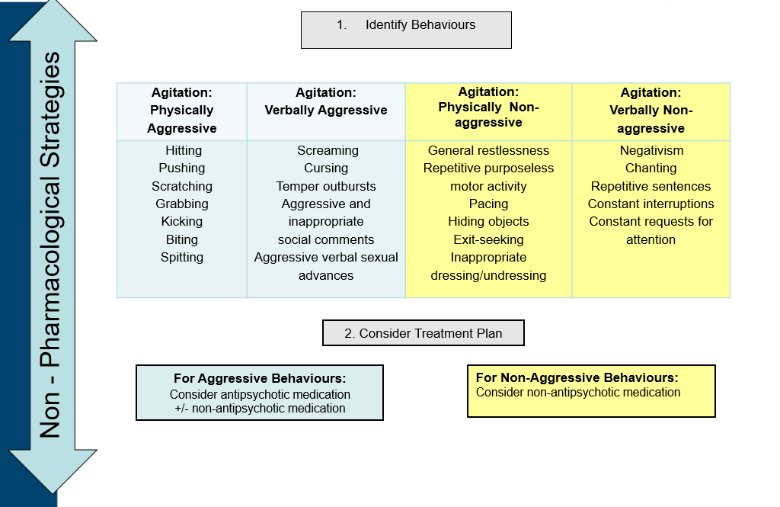 Non - Pharmacological Strategies
1. Identify Behaviours
Agitation:
Physically
Aggressive
Hitting
Pushing
Scratching
Grabbing
Kicking
Biting
Spitting
Agitation:
Verbally Aggressive
Screaming
Cursing
Temper outbursts
Aggressive and
inappropriate
social comments
Aggressive verbal sexual
advances
Agitation:
Physically Non-
aggressive
General restlessness
Repetitive purposeless
motor activity
Pacing
Hiding objects
Exit-seeking
Inappropriate
dressing/undressing
Agitation:
Verbally Non-
aggressive
Negativism
Chanting
Repetitive sentences
Constant interruptions
Constant requests for
attention
2. Consider Treatment Plan
For Aggressive Behaviours:
Consider antipsychotic medication
+/- non-antipsychotic medication
For Non-Aggressive Behaviours:
Consider non-antipsychotic medication